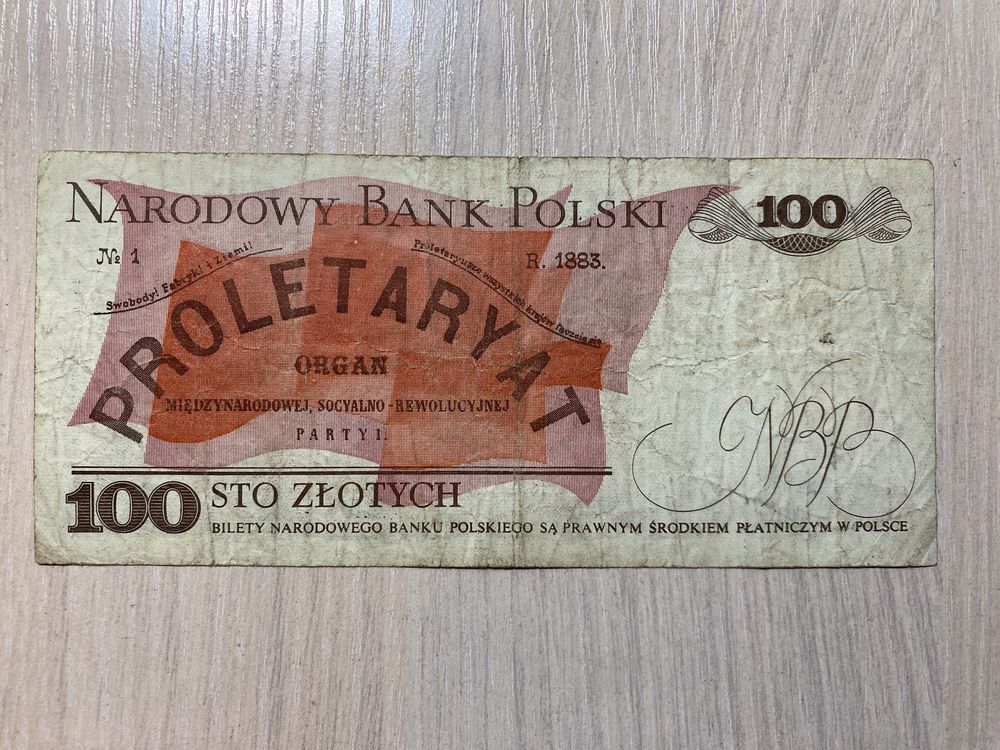 NARODOWY BANK POLSKI
100
№ 1
R. 1883.
Swobody! Fabryk! i Ziemi!
Proletaryusze wszystkich krajów łączcie się
PROLETARYAT
ORGAN
MIĘDZYNARODOWEJ, SOCYALNO-REWOLUCYJNEJ
PARTYI.
NBP
100 STO ZŁOTYCH
BILETY NARODOWEGO BANKU POLSKIEGO SĄ PRAWNYM ŚRODKIEM PŁATNICZYM W POLSCE